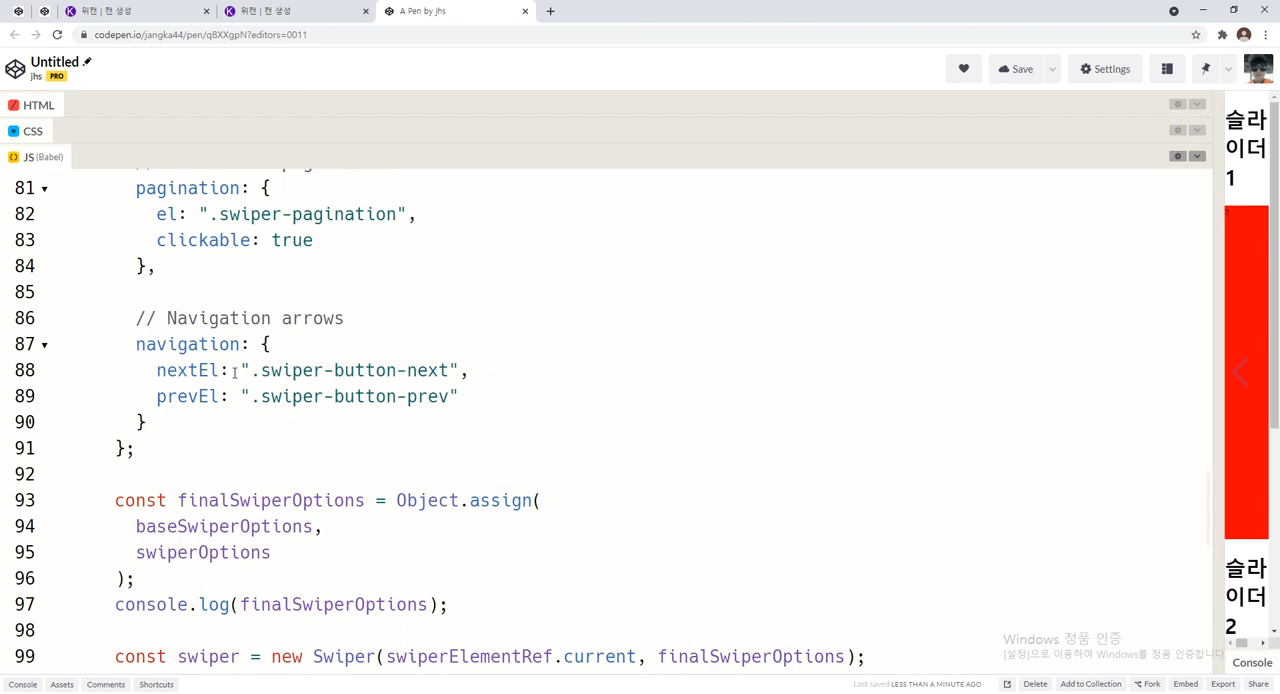 위캔 | 캔 생성
위캔 | 캔 생성
A Pen by jhs
codepen.io/jangka44/pen/qBXXgpN?editors=0011
Untitled
jhs PRO
Save
Settings
HTML
CSS
JS (Babel)
81 pagination: {
82 el: ".swiper-pagination",
83 clickable: true
84 },
85
86 // Navigation arrows
87 navigation: {
88 nextEl: ".swiper-button-next",
89 prevEl: ".swiper-button-prev"
90 }
91 };
92
93 const finalSwiperOptions = Object.assign(
94 baseSwiperOptions,
95 swiperOptions
96 );
97 console.log(finalSwiperOptions);
98
99 const swiper = new Swiper(swiperElementRef.current, finalSwiperOptions);
슬라
이더
1
1
슬라
이더
2
Windows 정품 인증
[설정]으로 이동하여 Windows를 정품 인증합니다.
Console
Console Assets Comments Shortcuts
Last saved LESS THAN A MINUTE AGO
Delete Add to Collection Fork Embed Export Share